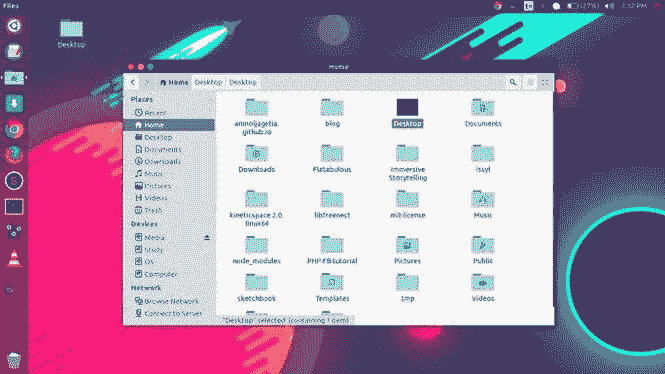 Files
(27%)
7:12 PM
Desktop
Home
Home Desktop Desktop
Places
Recent
Home
Desktop
Documents
Downloads
Music
Pictures
Videos
Trash
Devices
Media
Study
OS
Computer
Network
Browse Network
Connect to Server
anmoljagetia.
github.io
blog
Desktop
Documents
Downloads
Flatabulous
Immersive
Storytelling
kineticspace 2.0.
linux64
libfreenect
mit-license
Music
node_modules
PHP-FB-tutorial
Pictures
Public
sketchbook
Templates
tmp
Videos
"Desktop" selected (containing 1 item)